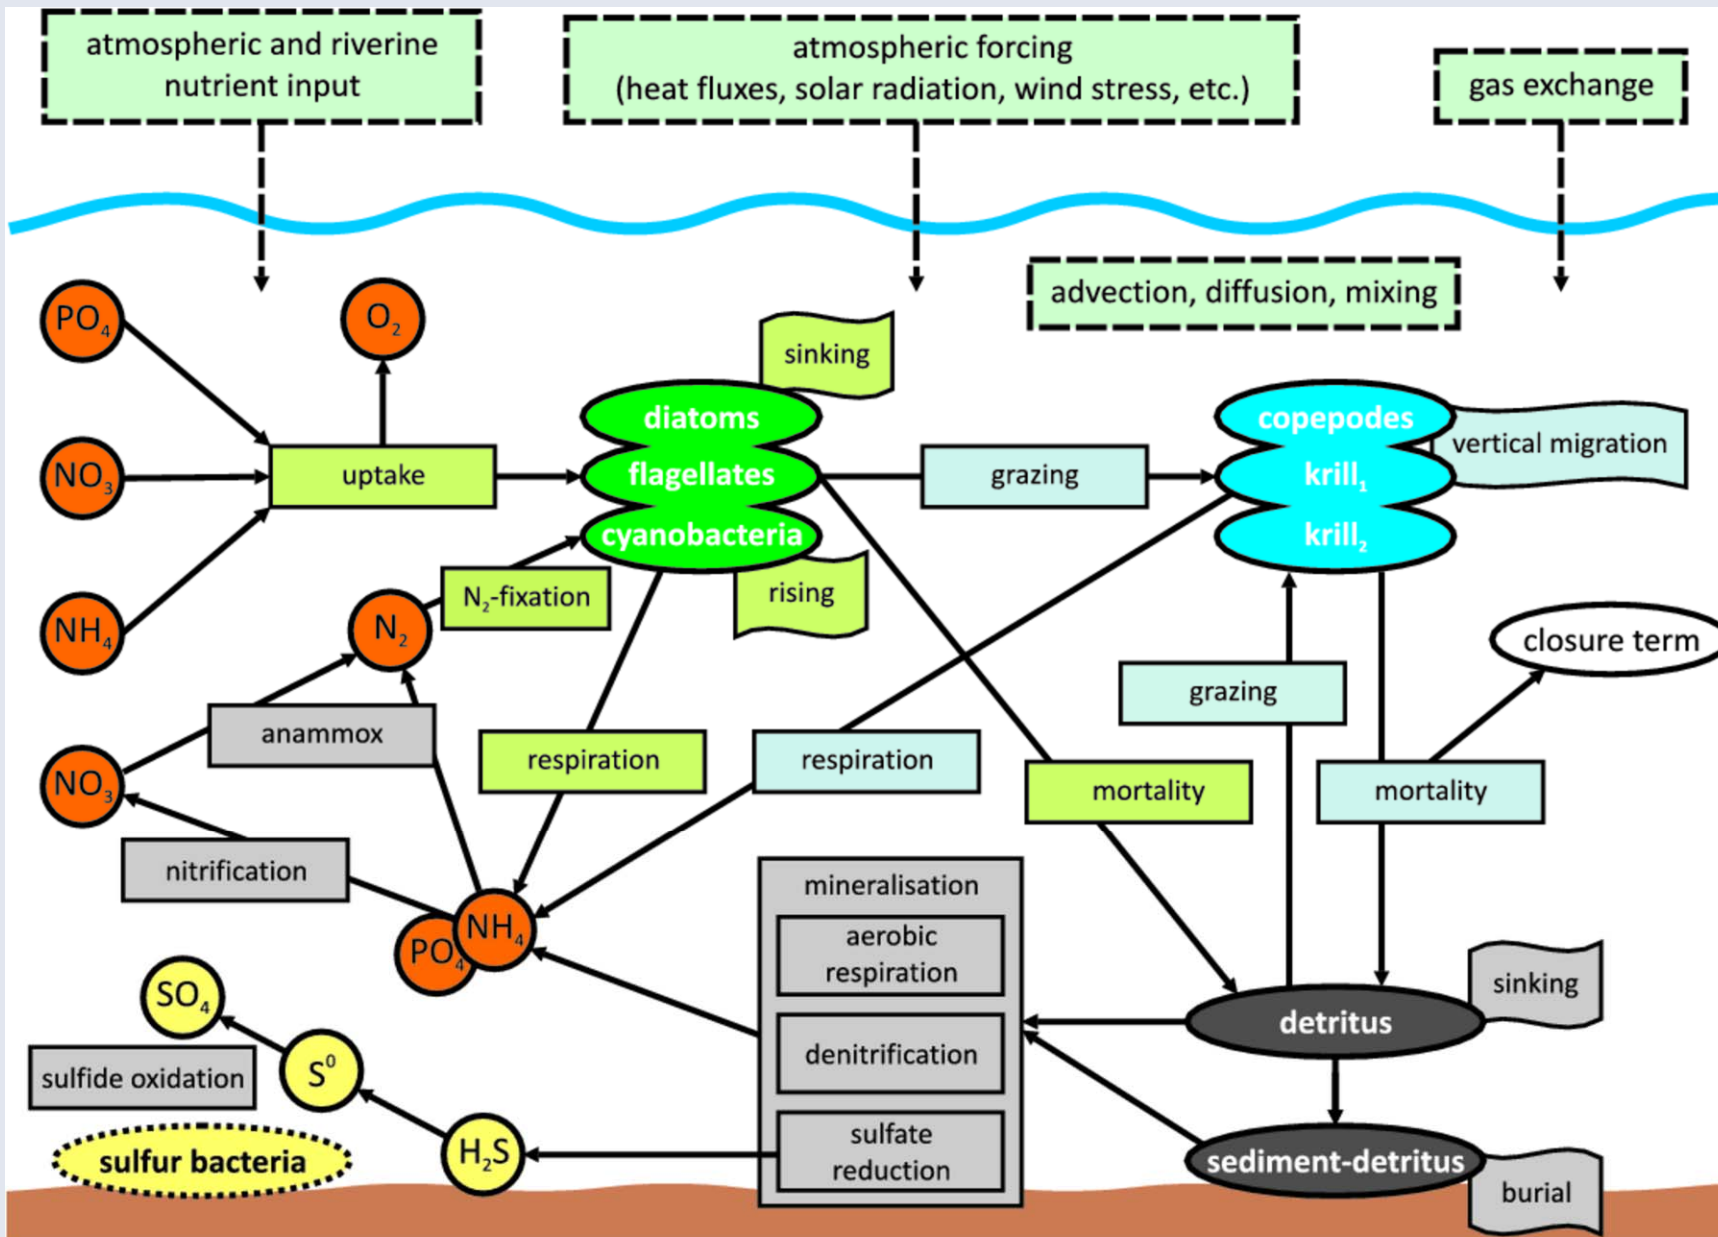 atmospheric and riverine
nutrient input
atmospheric forcing
(heat fluxes, solar radiation, wind stress, etc.)
gas exchange
advection, diffusion, mixing
PO₄
O₂
sinking
diatoms
copepodes
NO₃
uptake
flagellates
grazing
krill₁
vertical migration
cyanobacteria
krill₂
NH₄
N₂
N₂-fixation
rising
closure term
grazing
anammox
respiration
respiration
mortality
mortality
NO₃
nitrification
mineralisation
aerobic
respiration
PO₄
NH₄
SO₄
sinking
detritus
denitrification
sulfide oxidation
S⁰
sulfate
reduction
H₂S
sulfur bacteria
sediment-detritus
burial